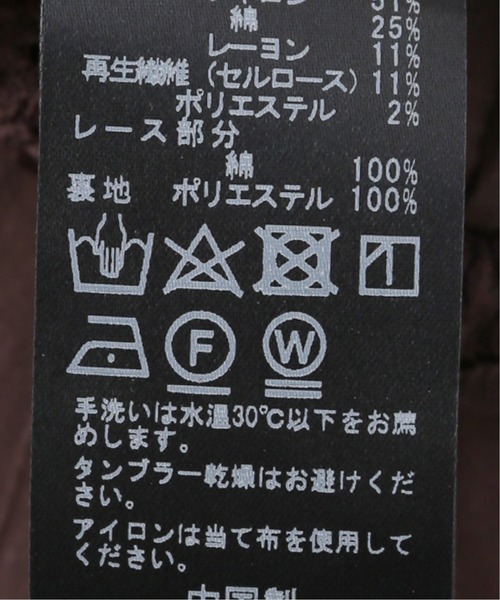 綿 25%
レーヨン 11%
再生繊維(セルロース)11%
ポリエステル 2%
レース部分
綿 100%
裏地 ポリエステル 100%
F W
手洗いは水温30℃以下をお薦
めします。
タンブラー乾燥はお避けくだ
さい。
アイロンは当て布を使用して
ください。
中国製